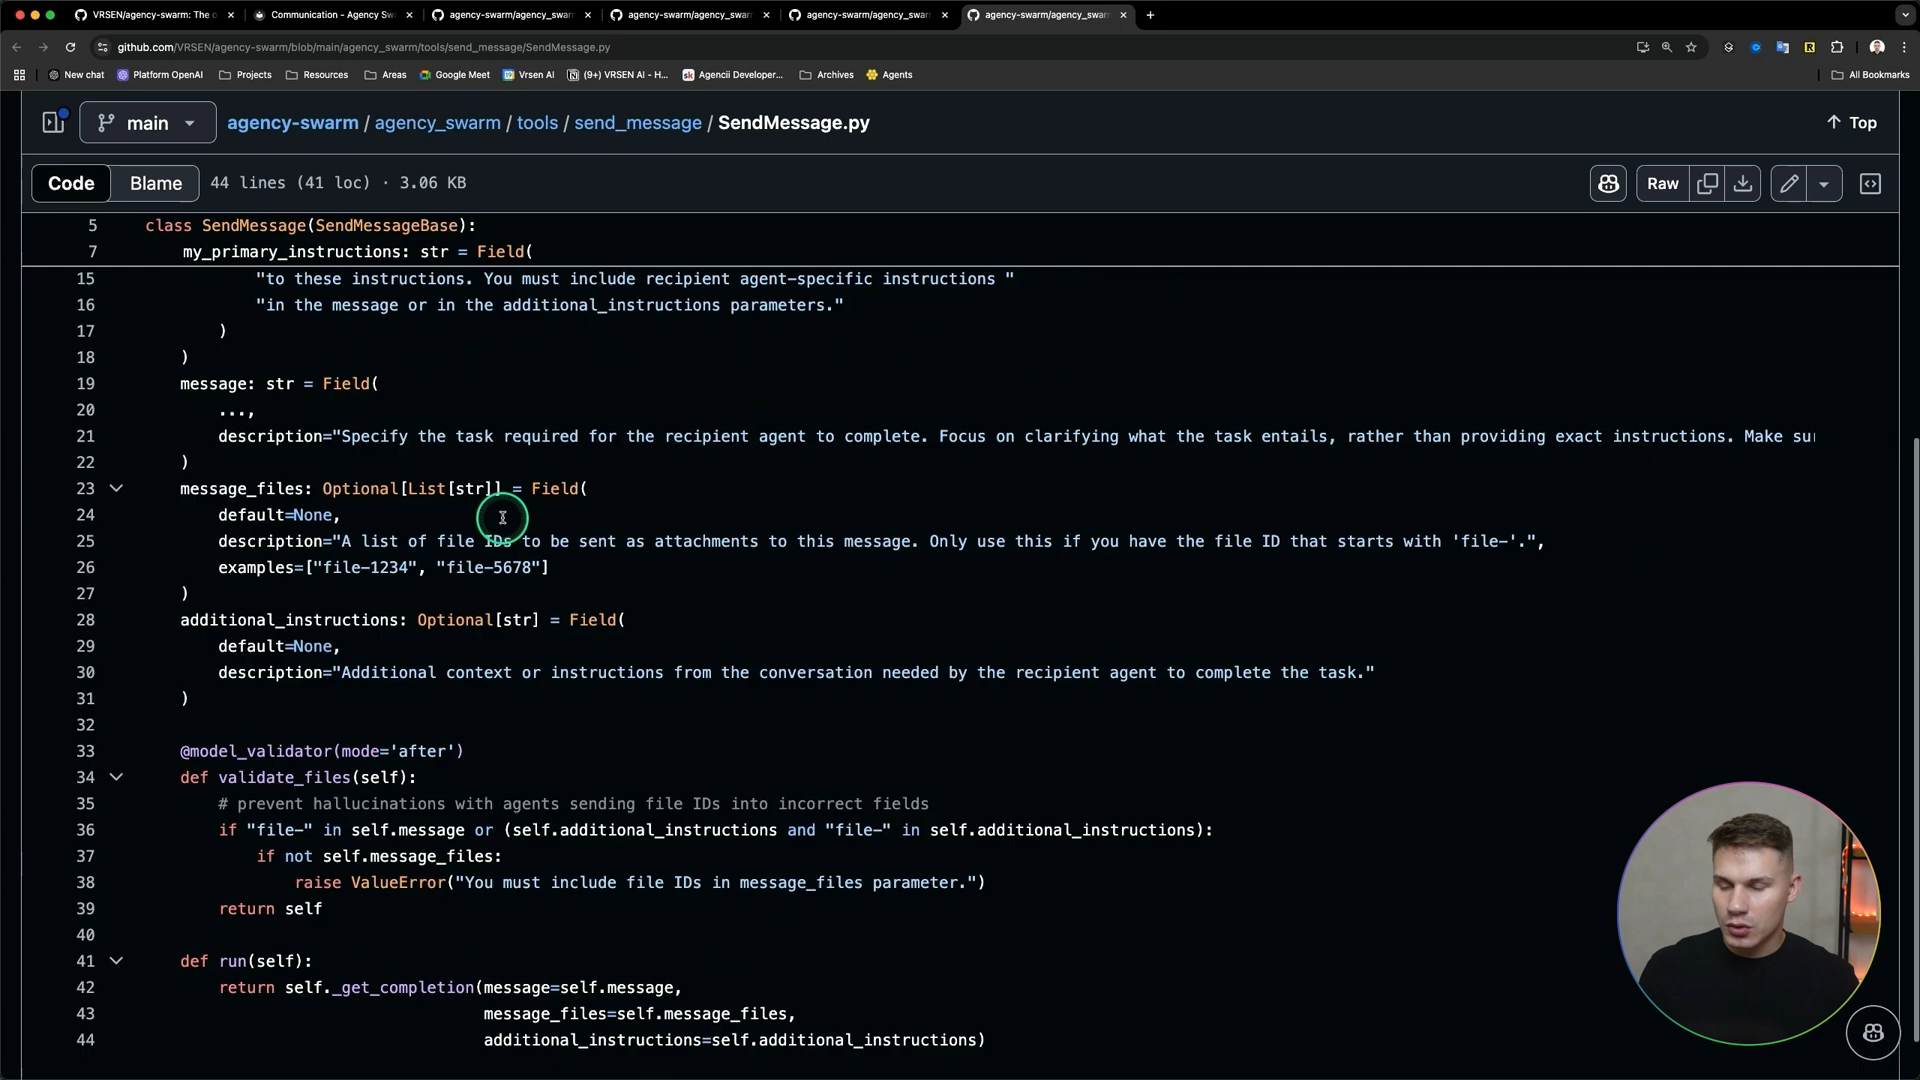 VRSEN/agency-swarm: The o
Communication - Agency Sw
agency-swarm/agency_swarm
agency-swarm/agency_swarm
agency-swarm/agency_swarm
agency-swarm/agency_swarm
github.com/VRSEN/agency-swarm/blob/main/agency_swarm/tools/send_message/SendMessage.py
New chat
Platform OpenAI
Projects
Resources
Areas
Google Meet
Vrsen AI
(9+) VRSEN AI - H...
Agencii Developer...
Archives
Agents
All Bookmarks
main
agency-swarm / agency_swarm / tools / send_message / SendMessage.py
Top
Code
Blame
44 lines (41 loc) · 3.06 KB
Raw
5 class SendMessage(SendMessageBase):
7 my_primary_instructions: str = Field(
15 "to these instructions. You must include recipient agent-specific instructions "
16 "in the message or in the additional_instructions parameters."
17 )
18 )
19 message: str = Field(
20 ...,
21 description="Specify the task required for the recipient agent to complete. Focus on clarifying what the task entails, rather than providing exact instructions. Make sur
22 )
23 message_files: Optional[List[str]] = Field(
24 default=None,
25 description="A list of file IDs to be sent as attachments to this message. Only use this if you have the file ID that starts with 'file-'.",
26 examples=["file-1234", "file-5678"]
27 )
28 additional_instructions: Optional[str] = Field(
29 default=None,
30 description="Additional context or instructions from the conversation needed by the recipient agent to complete the task."
31 )
32
33 @model_validator(mode='after')
34 def validate_files(self):
35 # prevent hallucinations with agents sending file IDs into incorrect fields
36 if "file-" in self.message or (self.additional_instructions and "file-" in self.additional_instructions):
37 if not self.message_files:
38 raise ValueError("You must include file IDs in message_files parameter.")
39 return self
40
41 def run(self):
42 return self._get_completion(message=self.message,
43 message_files=self.message_files,
44 additional_instructions=self.additional_instructions)